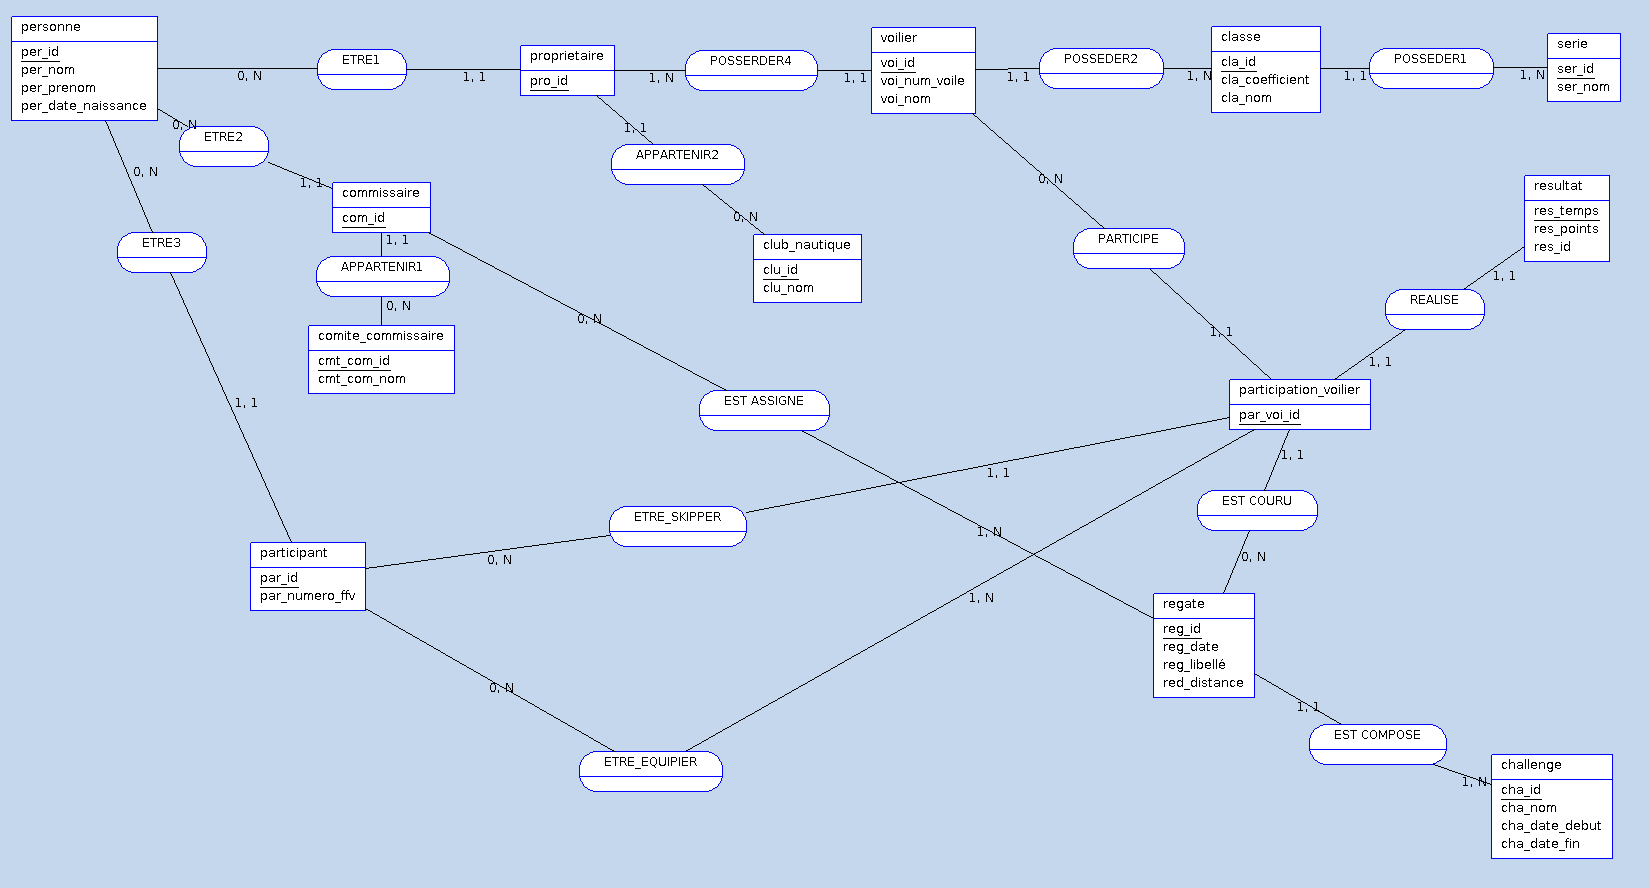 personne
per_id
per_nom
per_prenom
per_date_naissance
0, N
ETRE1
1, 1
proprietaire
pro_id
1, N
POSSERDER4
1, 1
voilier
voi_id
voi_num_voile
voi_nom
1, 1
POSSEDER2
1, N
classe
cla_id
cla_coefficient
cla_nom
1, 1
POSSEDER1
1, N
serie
ser_id
ser_nom
0, N
ETRE2
1, 1
commissaire
com_id
1, 1
APPARTENIR2
0, N
club_nautique
clu_id
clu_nom
0, N
ETRE3
1, 1
1, 1
APPARTENIR1
0, N
comite_commissaire
cmt_com_id
cmt_com_nom
0, N
PARTICIPE
1, 1
resultat
res_temps
res_points
res_id
1, 1
REALISE
1, 1
participation_voilier
par_voi_id
0, N
EST ASSIGNE
1, N
1, 1
ETRE_SKIPPER
0, N
1, 1
EST COURU
0, N
participant
par_id
par_numero_ffv
1, N
regate
reg_id
reg_date
reg_libellé
red_distance
0, N
ETRE_EQUIPIER
1, 1
EST COMPOSE
1, N
challenge
cha_id
cha_nom
cha_date_debut
cha_date_fin